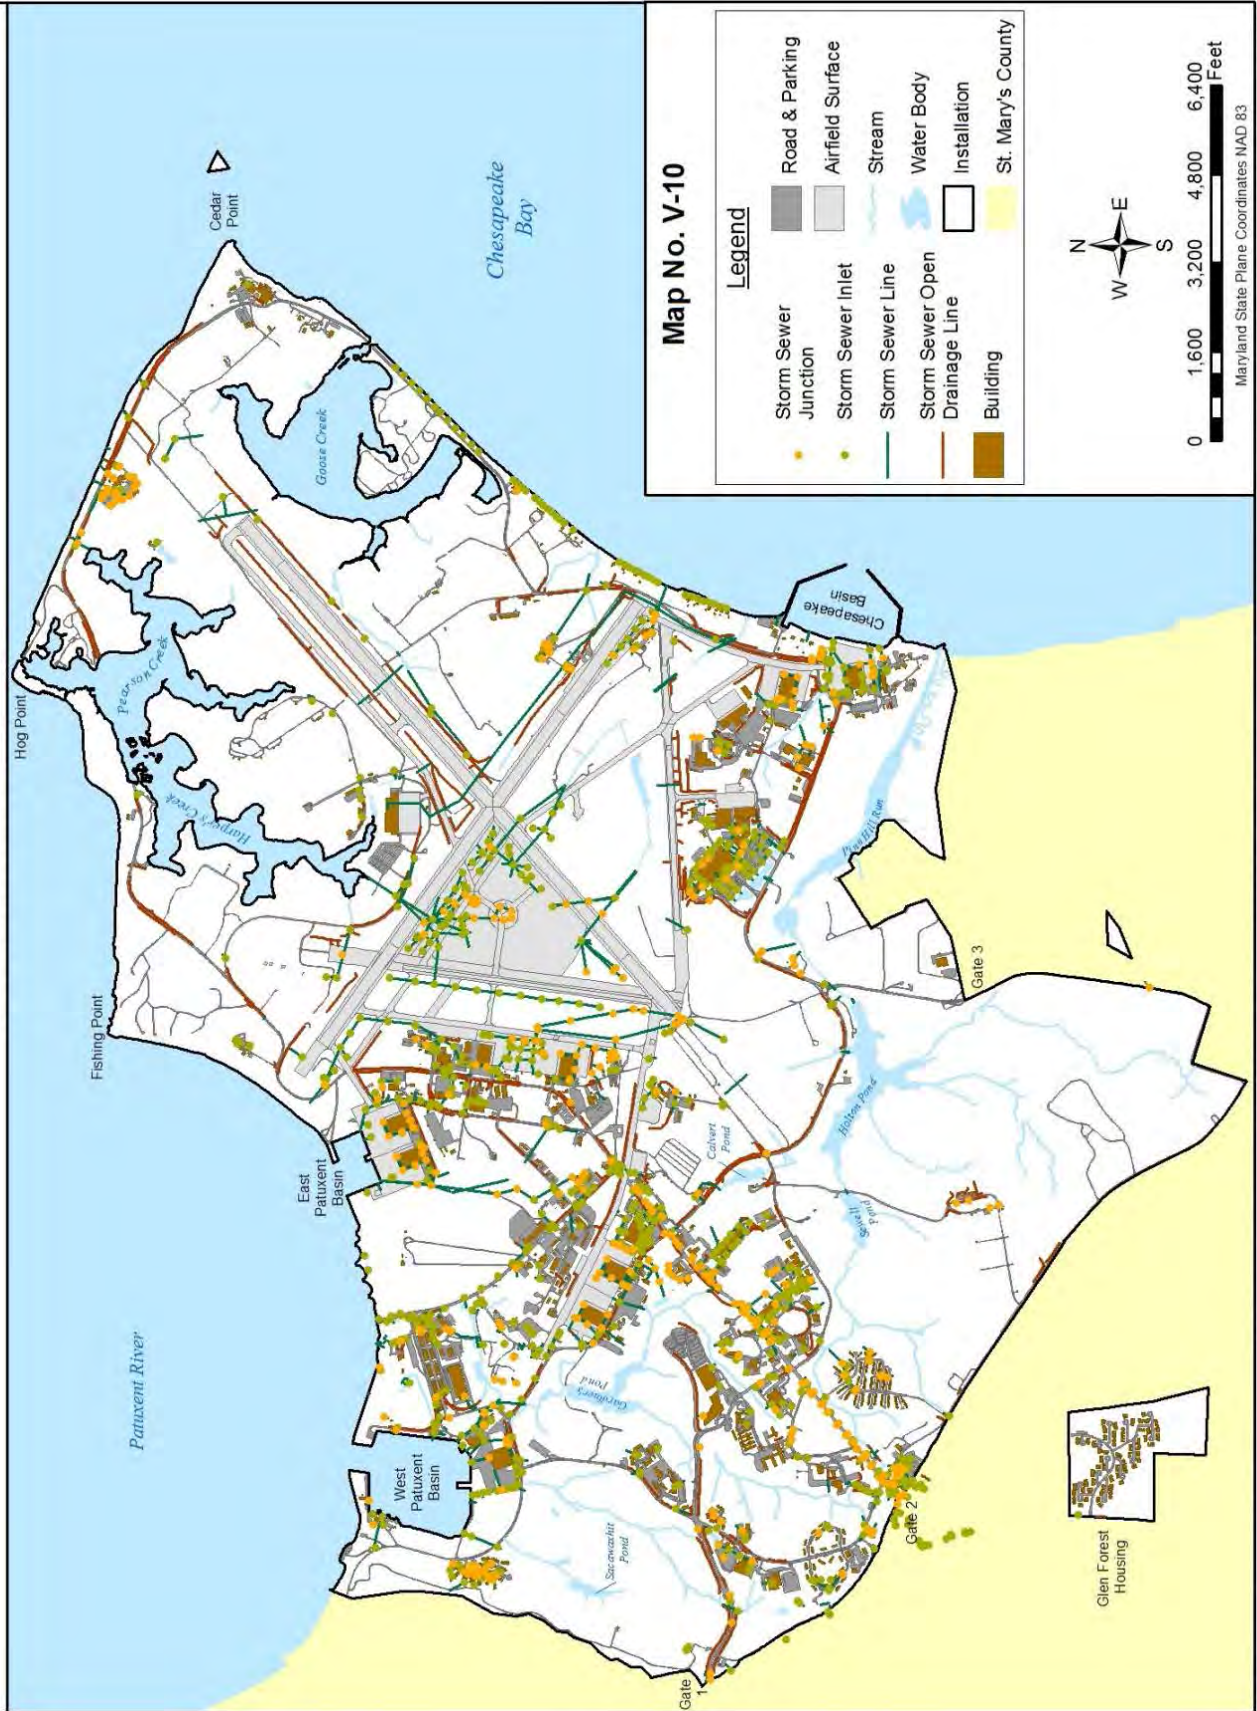 Hog Point
Cedar
Point
Pearson Creek
Goose Creek
Chesapeake
Bay
Harper's Creek
Fishing Point
Patuxent River
East
Patuxent
Basin
West
Patuxent
Basin
Chesapeake
Basin
Pine Hill Run
Gate 3
Holton Pond
Calvert
Pond
Sewell
Pond
Gardiner's
Pond
Sacawaxhit
Pond
Gate 2
Gate
1
Glen Forest
Housing
Map No. V-10
Legend
Storm Sewer
Junction
Storm Sewer Inlet
Storm Sewer Line
Storm Sewer Open
Drainage Line
Building
Road & Parking
Airfield Surface
Stream
Water Body
Installation
St. Mary's County
N
W
E
S
0 1,600 3,200 4,800 6,400
Feet
Maryland State Plane Coordinates NAD 83